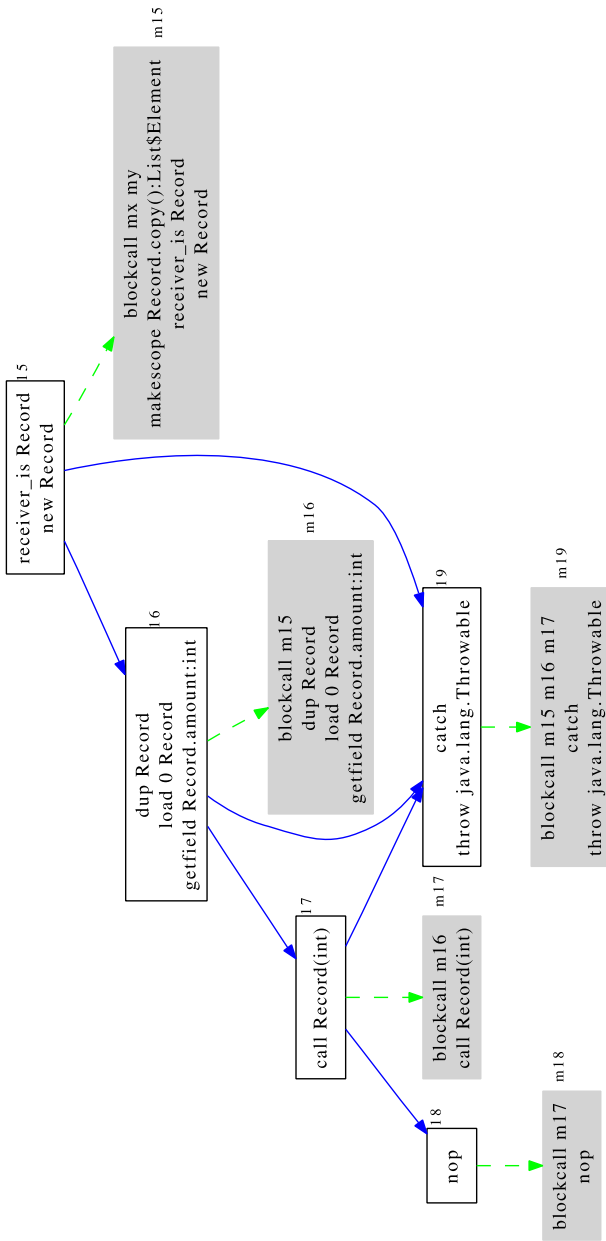 15
receiver_is Record
new Record
m15
blockcall mx my
makescope Record.copy():List$Element
receiver_is Record
new Record
16
dup Record
load 0 Record
getfield Record.amount:int
m16
blockcall m15
dup Record
load 0 Record
getfield Record.amount:int
17
call Record(int)
m17
blockcall m16
call Record(int)
19
catch
throw java.lang.Throwable
m19
blockcall m15 m16 m17
catch
throw java.lang.Throwable
18
nop
m18
blockcall m17
nop